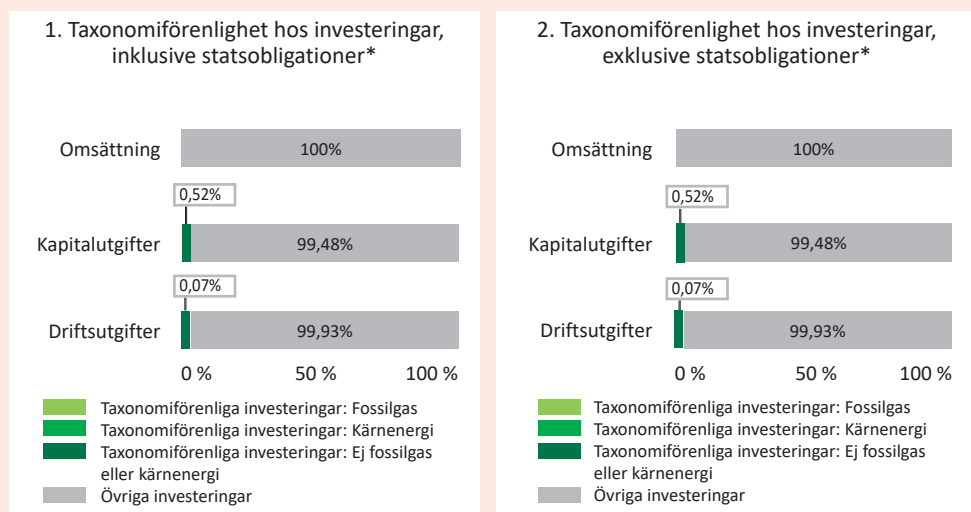 1. Taxonomiförenlighet hos investeringar,
inklusive statsobligationer*
Omsättning
100%
0,52%
Kapitalutgifter
99,48%
0,07%
Driftsutgifter
99,93%
0 % 50 % 100 %
Taxonomiförenliga investeringar: Fossilgas
Taxonomiförenliga investeringar: Kärnenergi
Taxonomiförenliga investeringar: Ej fossilgas
eller kärnenergi
Övriga investeringar
2. Taxonomiförenlighet hos investeringar,
exklusive statsobligationer*
Omsättning
100%
0,52%
Kapitalutgifter
99,48%
0,07%
Driftsutgifter
99,93%
0 % 50 % 100 %
Taxonomiförenliga investeringar: Fossilgas
Taxonomiförenliga investeringar: Kärnenergi
Taxonomiförenliga investeringar: Ej fossilgas
eller kärnenergi
Övriga investeringar